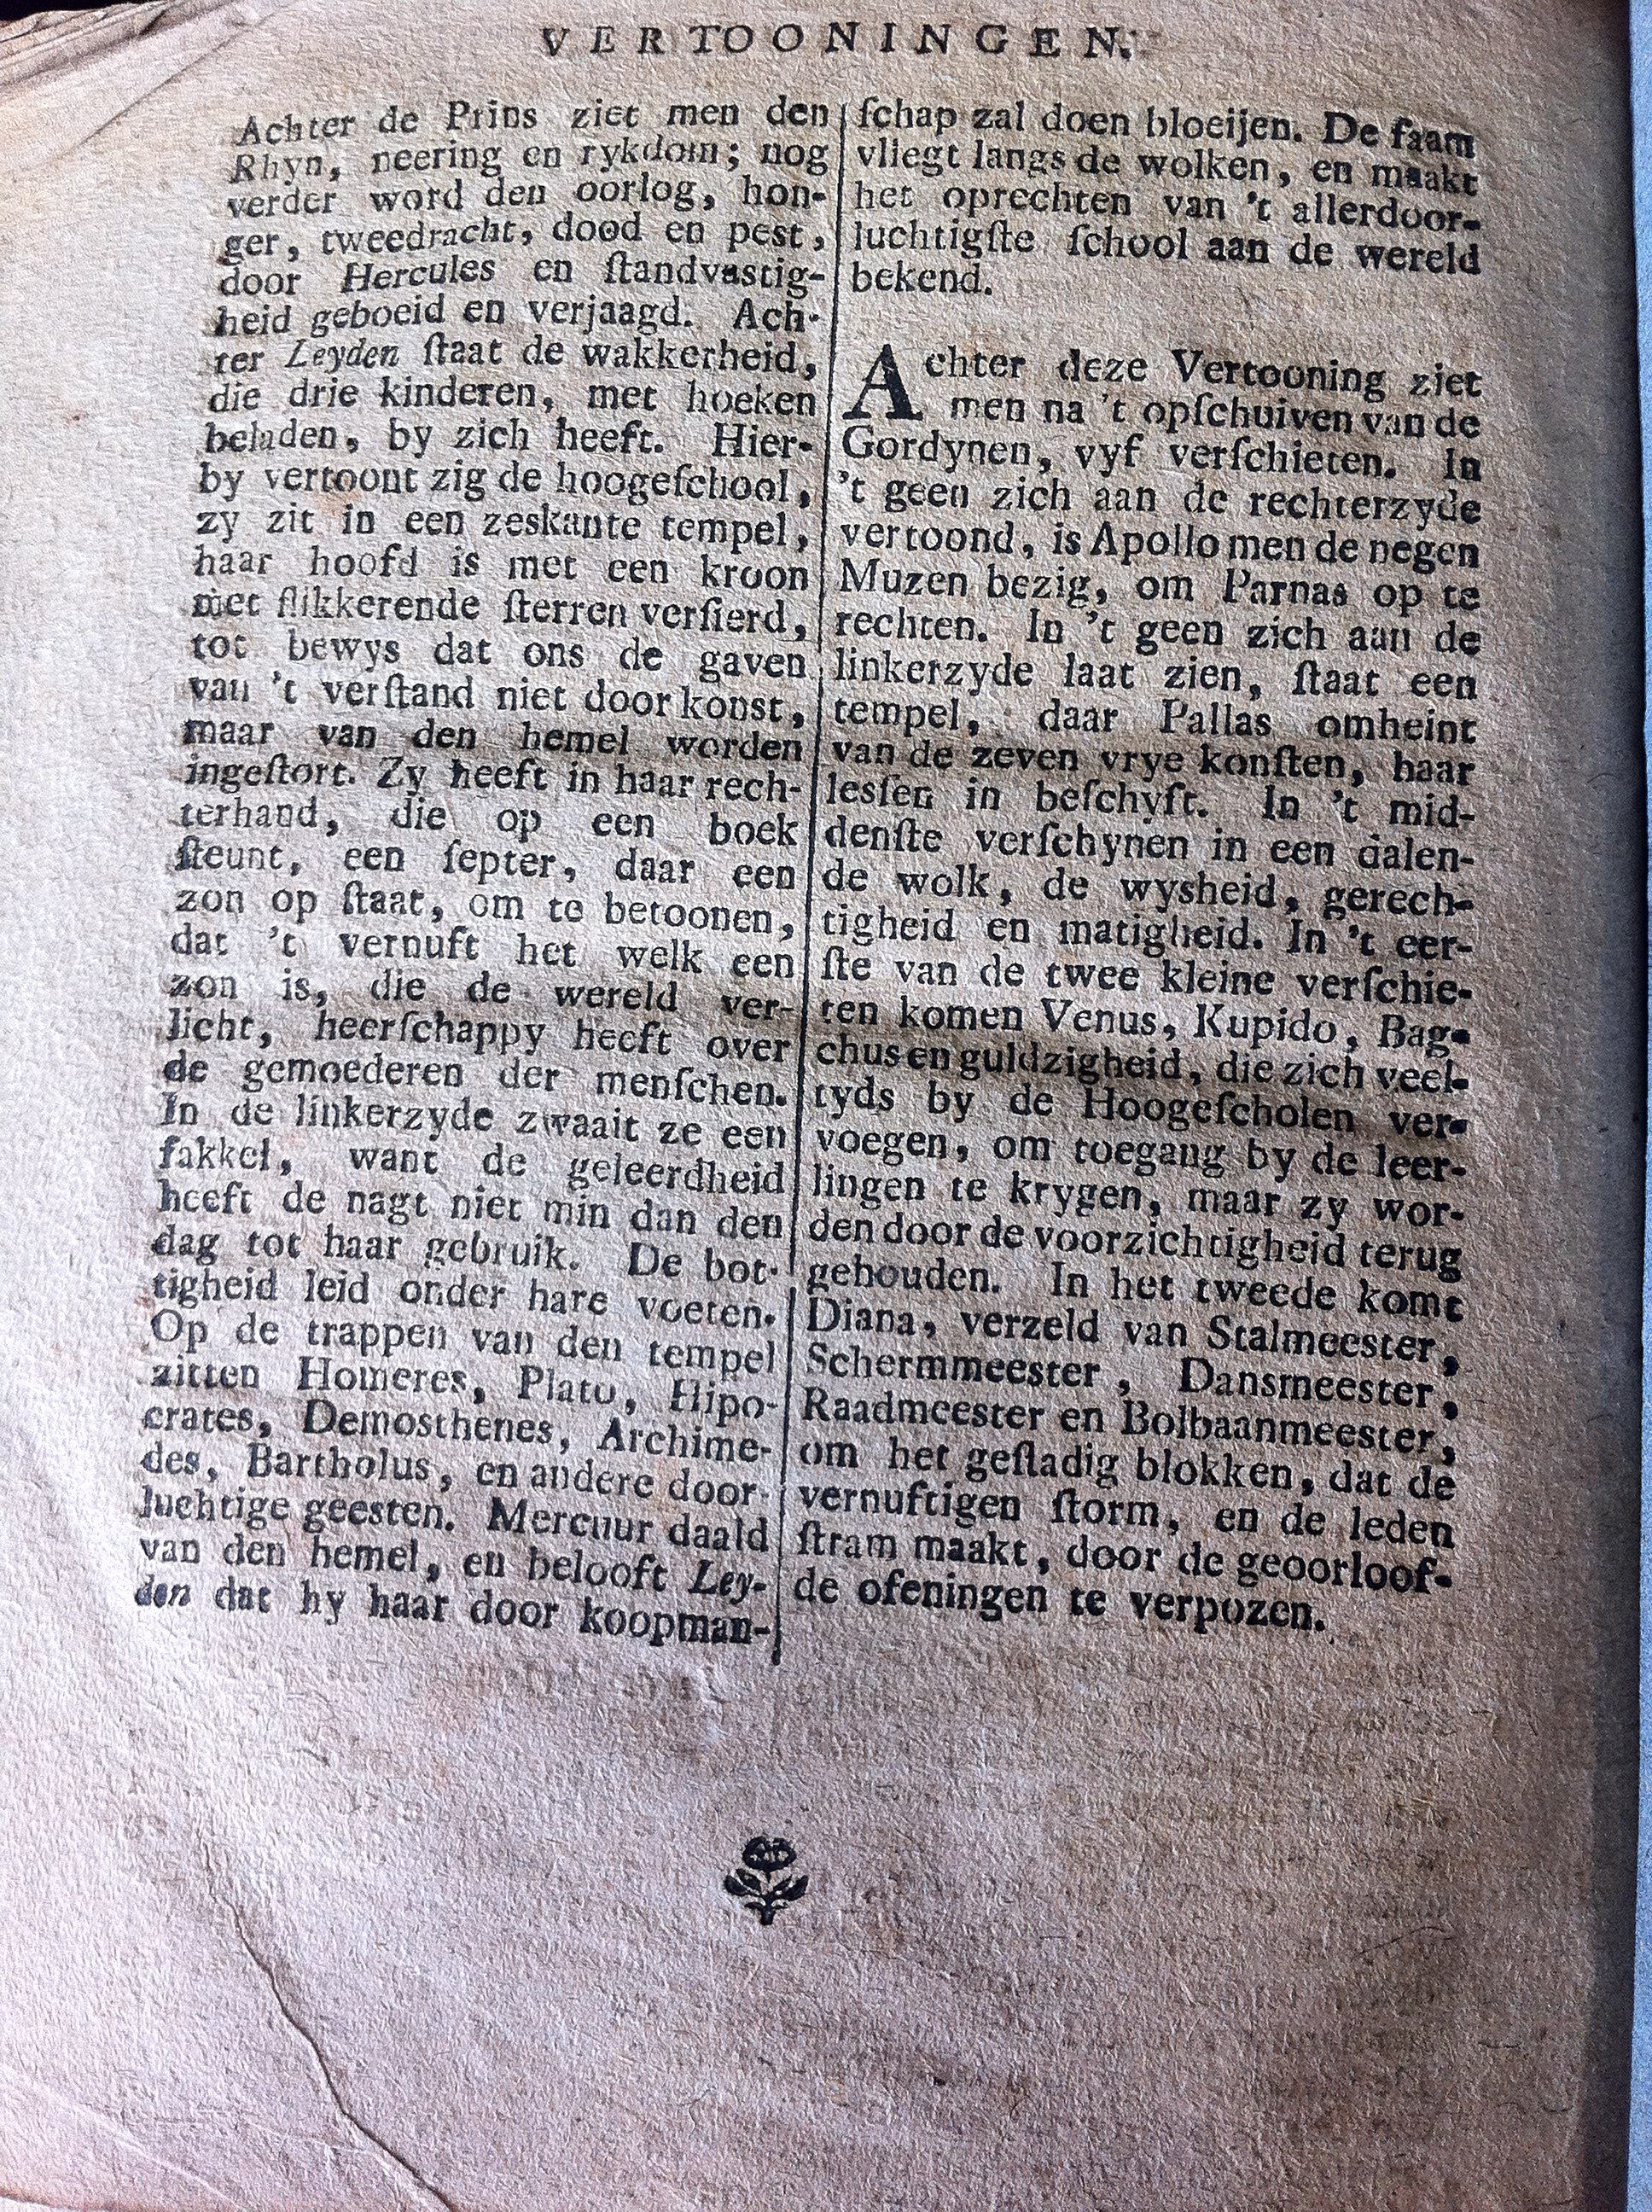 VERTOONINGEN.
Achter de Prins ziet men den
Rhyn, neering en rykdom; nog
verder word den oorlog, hon-
ger, tweedracht, dood en pest,
door Hercules en ſtandvastig-
heid geboeid en verjaagd. Ach-
ter Leyden ſtaat de wakkerheid,
die drie kinderen, met hoeken
beladen, by zich heeft. Hier-
by vertoont zig de hoogeſchool,
zy zit in een zeskante tempel,
haar hoofd is met een kroon
met flikkerende ſterren verſierd,
tot bewys dat ons de gaven
van 't verſtand niet door konst,
maar van den hemel worden
ingeſtort. Zy heeft in haar rech-
terhand, die op een boek
ſteunt, een ſepter, daar een
zon op ſtaat, om te betoonen,
dat 't vernuft het welk een
zon is, die de wereld ver-
licht, heerſchappy heeft over
de gemoederen der menſchen.
In de linkerzyde zwaait ze een
fakkel, want de geleerdheid
heeft de nagt niet min dan den
dag tot haar gebruik. De bot-
tigheid leid onder hare voeten.
Op de trappen van den tempel
zitten Homeres, Plato, Hipo-
crates, Demosthenes, Archime-
des, Bartholus, en andere door-
luchtige geesten. Mercuur daald
van den hemel, en belooft Ley-
den dat hy haar door koopman-
ſchap zal doen bloeijen. De faam
vliegt langs de wolken, en maakt
het oprechten van 't allerdoor-
luchtigſte ſchool aan de wereld
bekend.
Achter deze Vertooning ziet
men na 't opſchuiven van de
Gordynen, vyf verſchieten. In
't geen zich aan de rechterzyde
vertoond, is Apollo men de negen
Muzen bezig, om Parnas op te
rechten. In 't geen zich aan de
linkerzyde laat zien, ſtaat een
tempel, daar Pallas omheint
van de zeven vrye konſten, haar
lesſen in beſchyft. In 't mid-
denſte verſchynen in een dalen-
de wolk, de wysheid, gerech-
tigheid en matigheid. In 't eer-
ſte van de twee kleine verſchie-
ten komen Venus, Kupido, Bag-
chus en guldzigheid, die zich veel-
tyds by de Hoogeſcholen ver-
voegen, om toegang by de leer-
lingen te krygen, maar zy wor-
den door de voorzichtigheid terug
gehouden. In het tweede komt
Diana, verzeld van Stalmeester,
Schermmeester, Dansmeester,
Raadmeester en Bolbaanmeester,
om het geſtadig blokken, dat de
vernuftigen ſtorm, en de leden
ſtram maakt, door de geoorloof-
de ofeningen te verpozen.